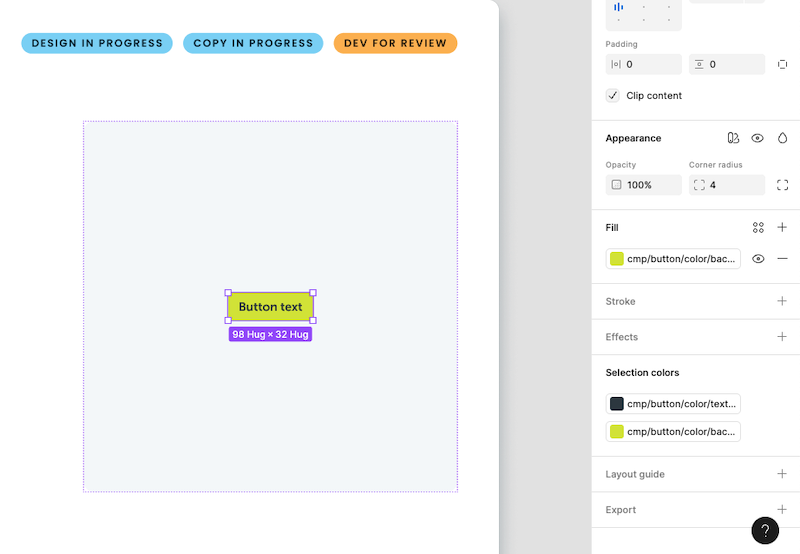 DESIGN IN PROGRESS
COPY IN PROGRESS
DEV FOR REVIEW
Button text
98 Hug × 32 Hug
Padding
0
0
Clip content
Appearance
Opacity
Corner radius
100%
4
Fill
cmp/button/color/bac...
Stroke
Effects
Selection colors
cmp/button/color/text...
cmp/button/color/bac...
Layout guide
Export
?